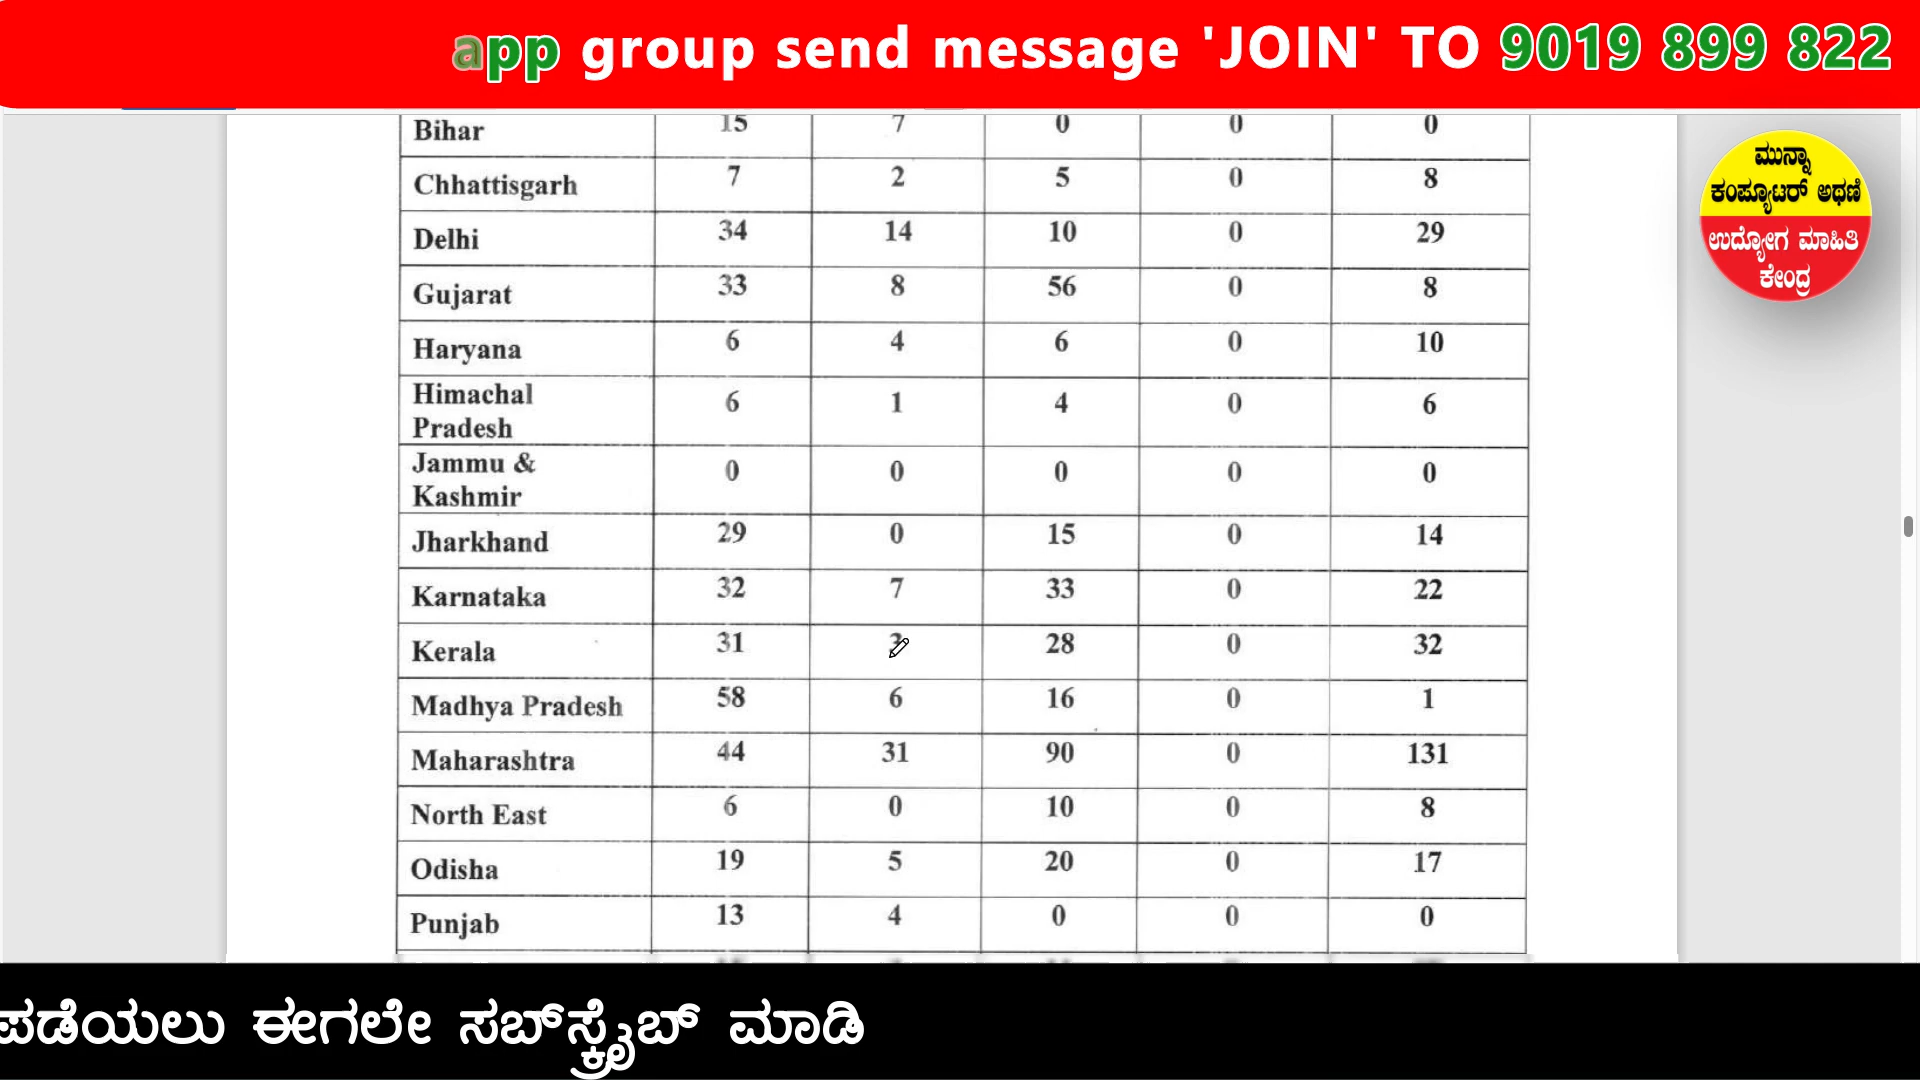 app group send message 'JOIN' TO 9019 899 822
Bihar 15 7 0 0 0
Chhattisgarh 7 2 5 0 8
Delhi 34 14 10 0 29
Gujarat 33 8 56 0 8
Haryana 6 4 6 0 10
Himachal
Pradesh 6 1 4 0 6
Jammu &
Kashmir 0 0 0 0 0
Jharkhand 29 0 15 0 14
Karnataka 32 7 33 0 22
Kerala 31 28 0 32
Madhya Pradesh 58 6 16 0 1
Maharashtra 44 31 90 0 131
North East 6 0 10 0 8
Odisha 19 5 20 0 17
Punjab 13 4 0 0 0
ಮುನ್ನಾ
ಕಂಪ್ಯೂಟರ್ ಅಥಣಿ
ಉದ್ಯೋಗ ಮಾಹಿತಿ
ಕೇಂದ್ರ
ಪಡೆಯಲು ಈಗಲೇ ಸಬ್‌ಸ್ಕ್ರೈಬ್ ಮಾಡಿ